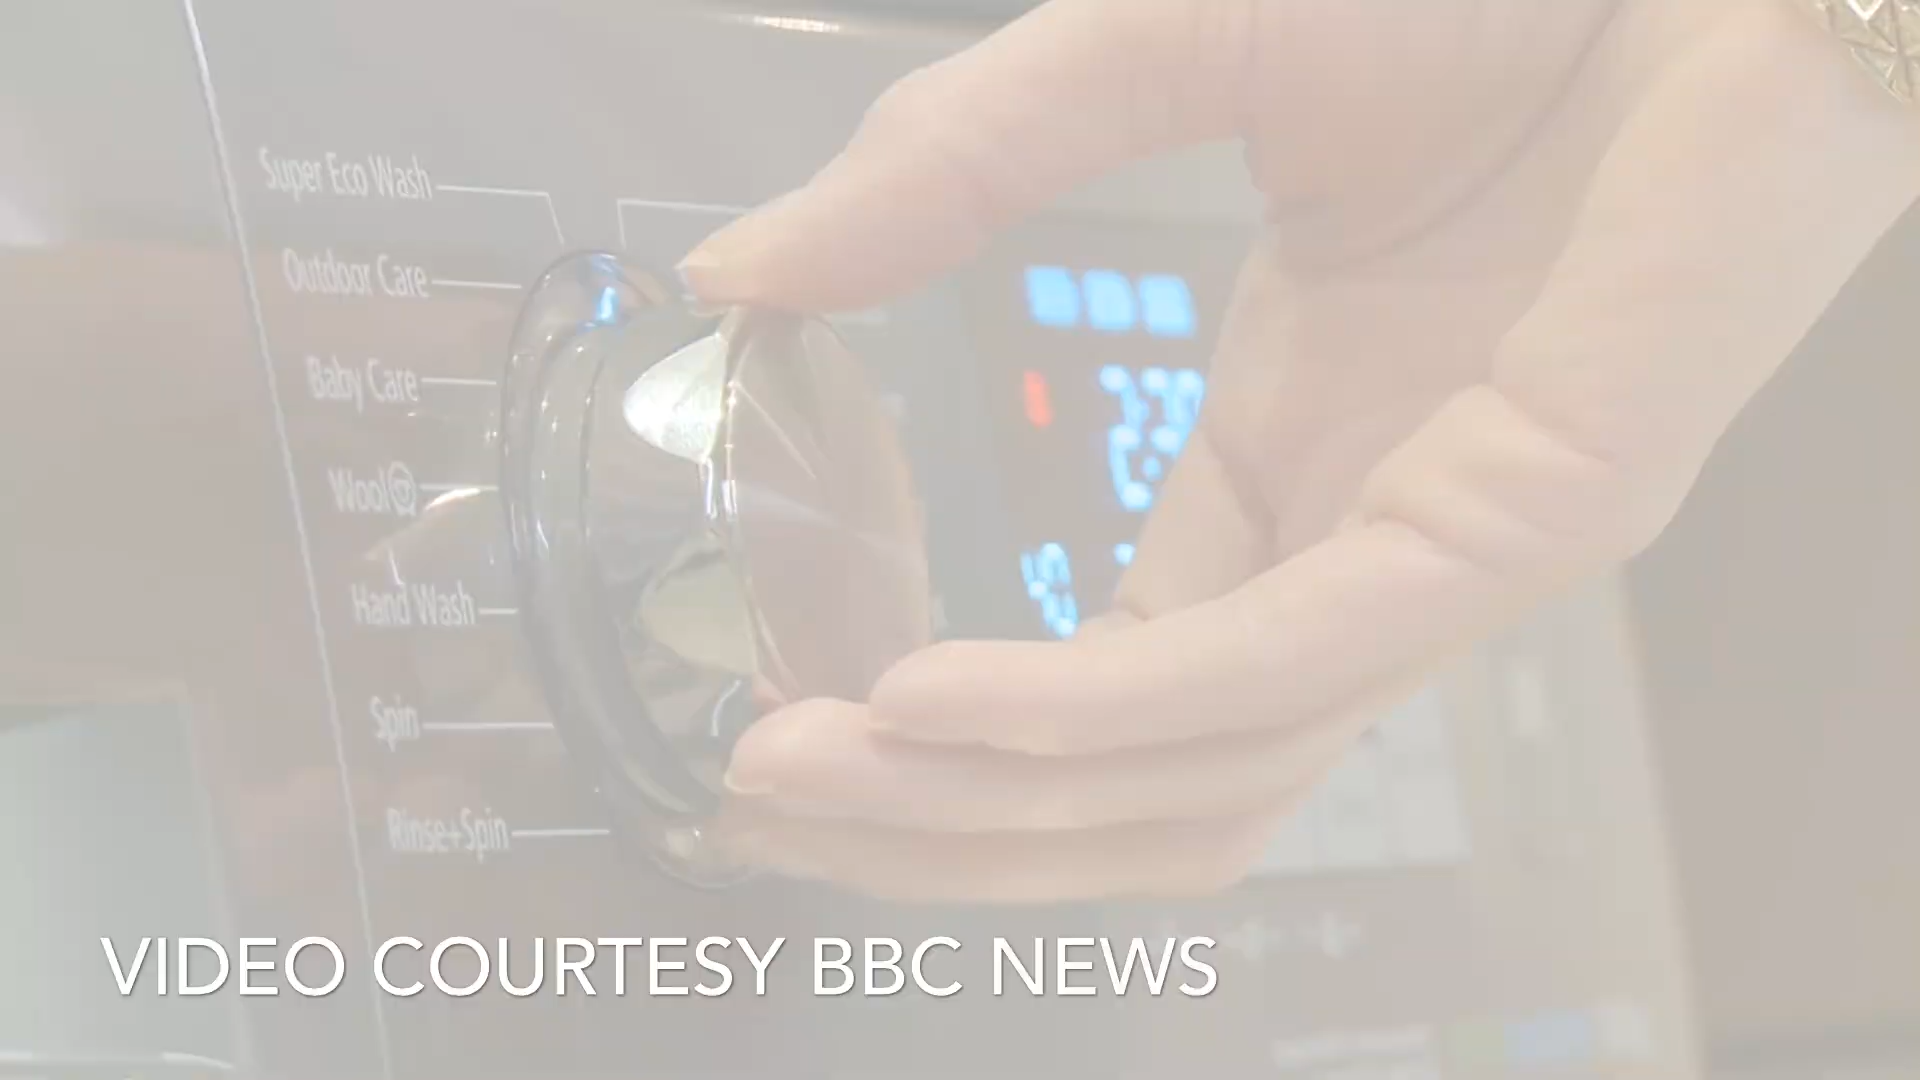 Super Eco Wash
Outdoor Care
Baby Care
Wool
Hand Wash
Spin
Rinse+Spin
VIDEO COURTESY BBC NEWS